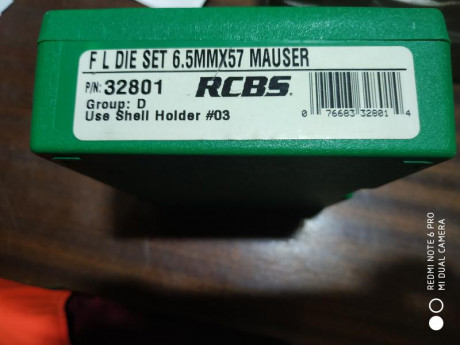 F L DIE SET 6.5MMX57 MAUSER
P/N: 32801 RCBS.
Group: D
Use Shell Holder #03
0 76683 32801 4
REDMI NOTE 6 PRO
MI DUAL CAMERA